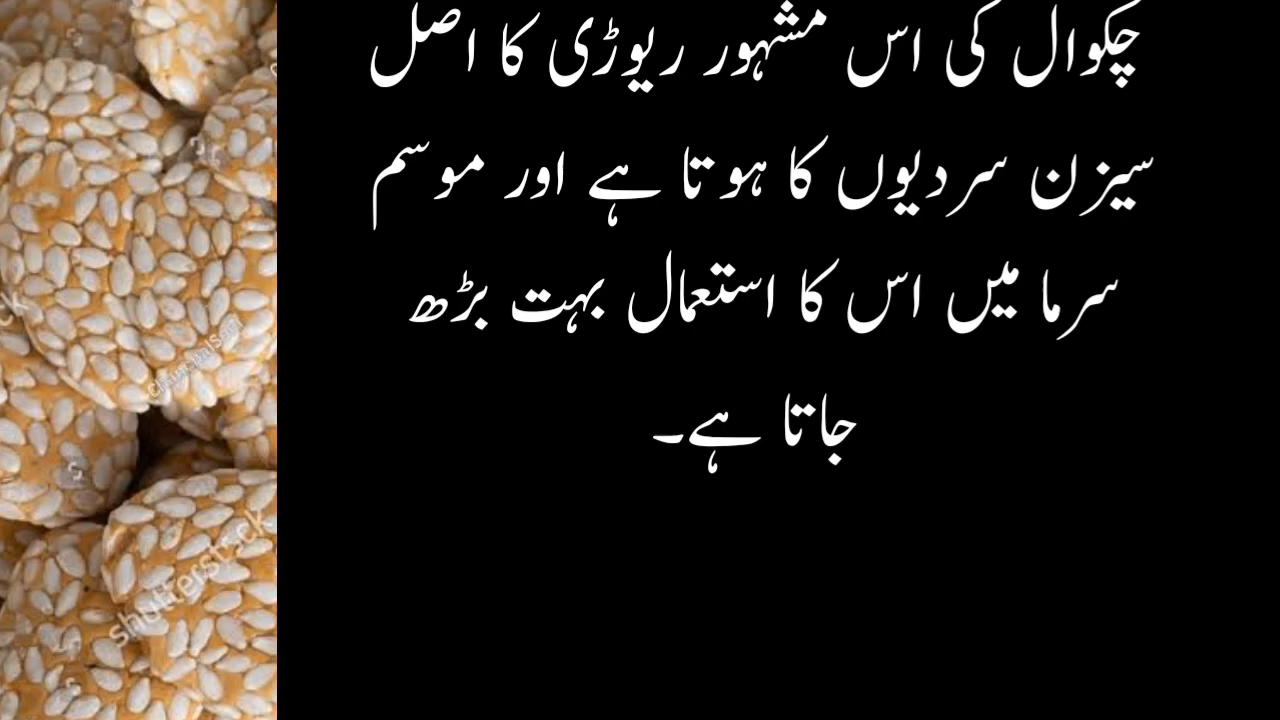 چکوال کی اس مشہور ریوڑی کا اصل
سیزن سردیوں کا ہوتا ہے اور موسم
سرما میں اس کا استعمال بہت بڑھ
جاتا ہے۔
shutterstock